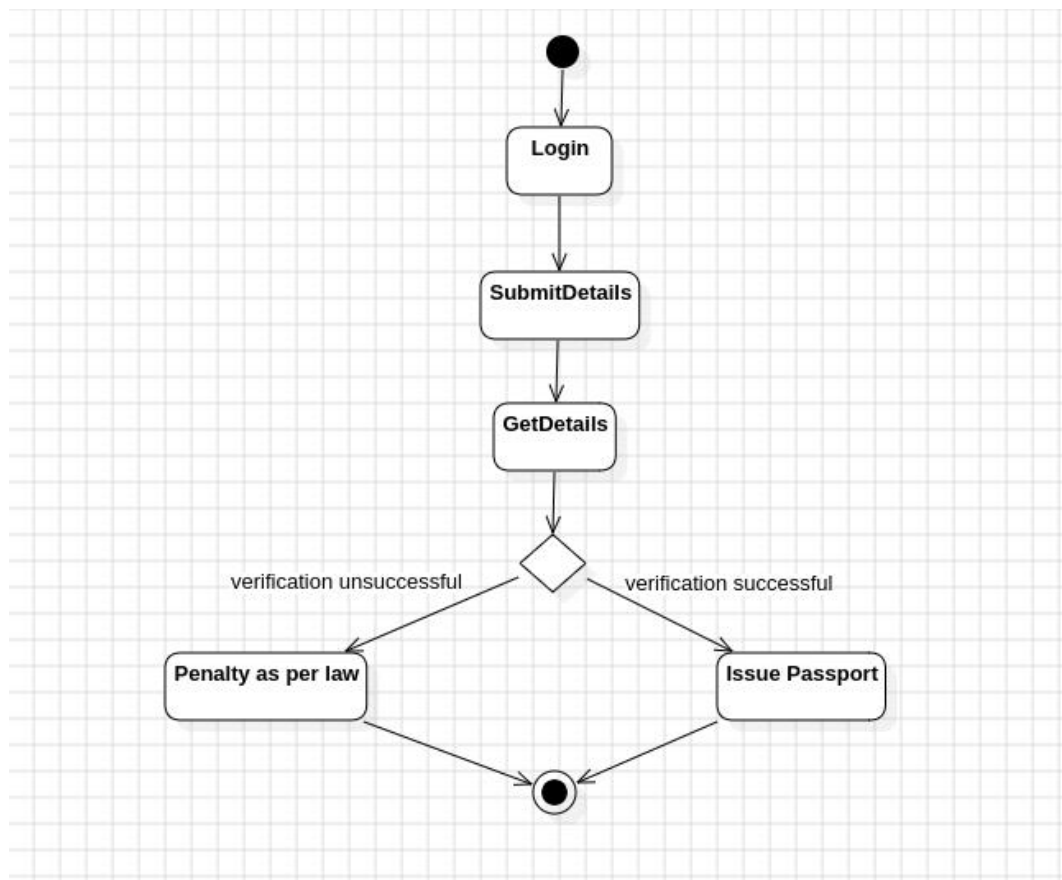 Login
SubmitDetails
GetDetails
verification unsuccessful
verification successful
Penalty as per law
Issue Passport